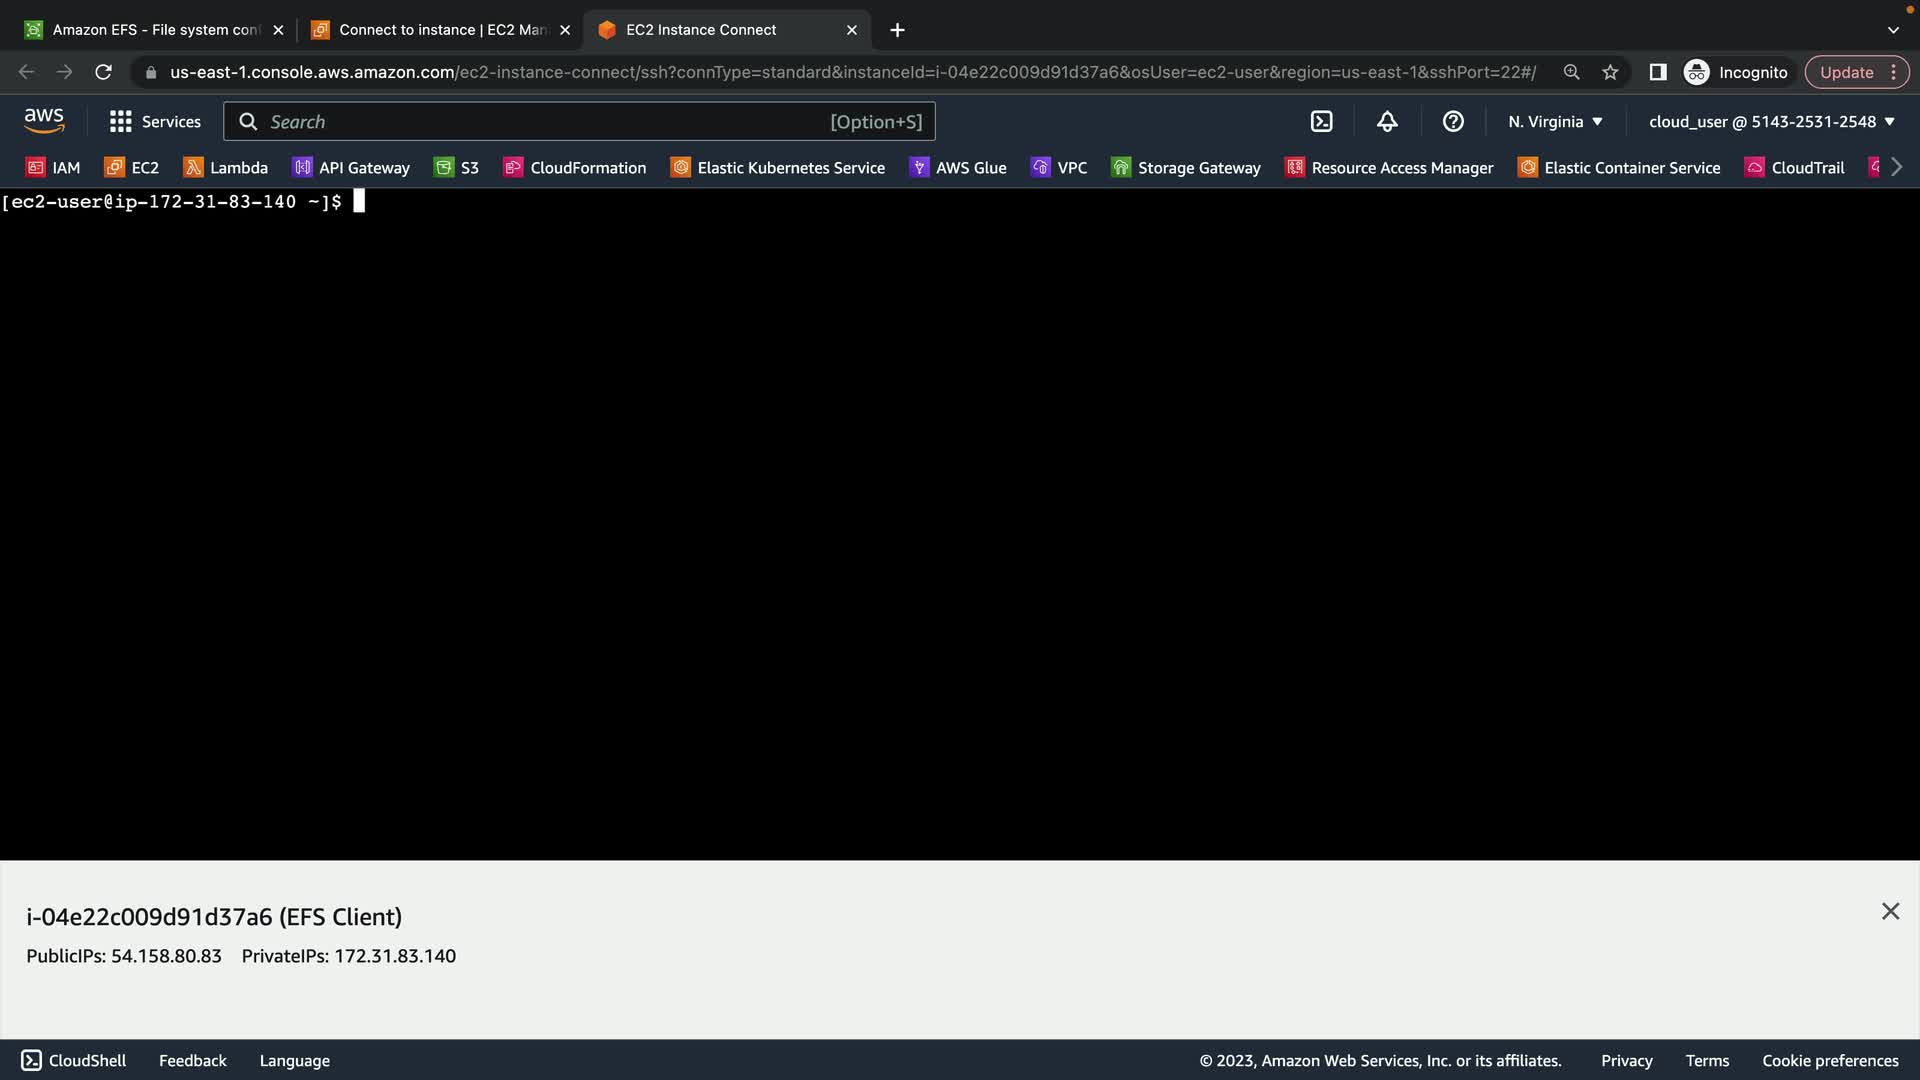 Amazon EFS - File system con
Connect to instance | EC2 Man
EC2 Instance Connect
us-east-1.console.aws.amazon.com/ec2-instance-connect/ssh?connType=standard&instanceId=i-04e22c009d91d37a6&osUser=ec2-user&region=us-east-1&sshPort=22#/
Incognito
Update
aws
Services
Search
[Option+S]
N. Virginia
cloud_user @ 5143-2531-2548
IAM
EC2
Lambda
API Gateway
S3
CloudFormation
Elastic Kubernetes Service
AWS Glue
VPC
Storage Gateway
Resource Access Manager
Elastic Container Service
CloudTrail
[ec2-user@ip-172-31-83-140 ~]$
i-04e22c009d91d37a6 (EFS Client)
PublicIPs: 54.158.80.83 PrivateIPs: 172.31.83.140
CloudShell
Feedback
Language
© 2023, Amazon Web Services, Inc. or its affiliates.
Privacy
Terms
Cookie preferences